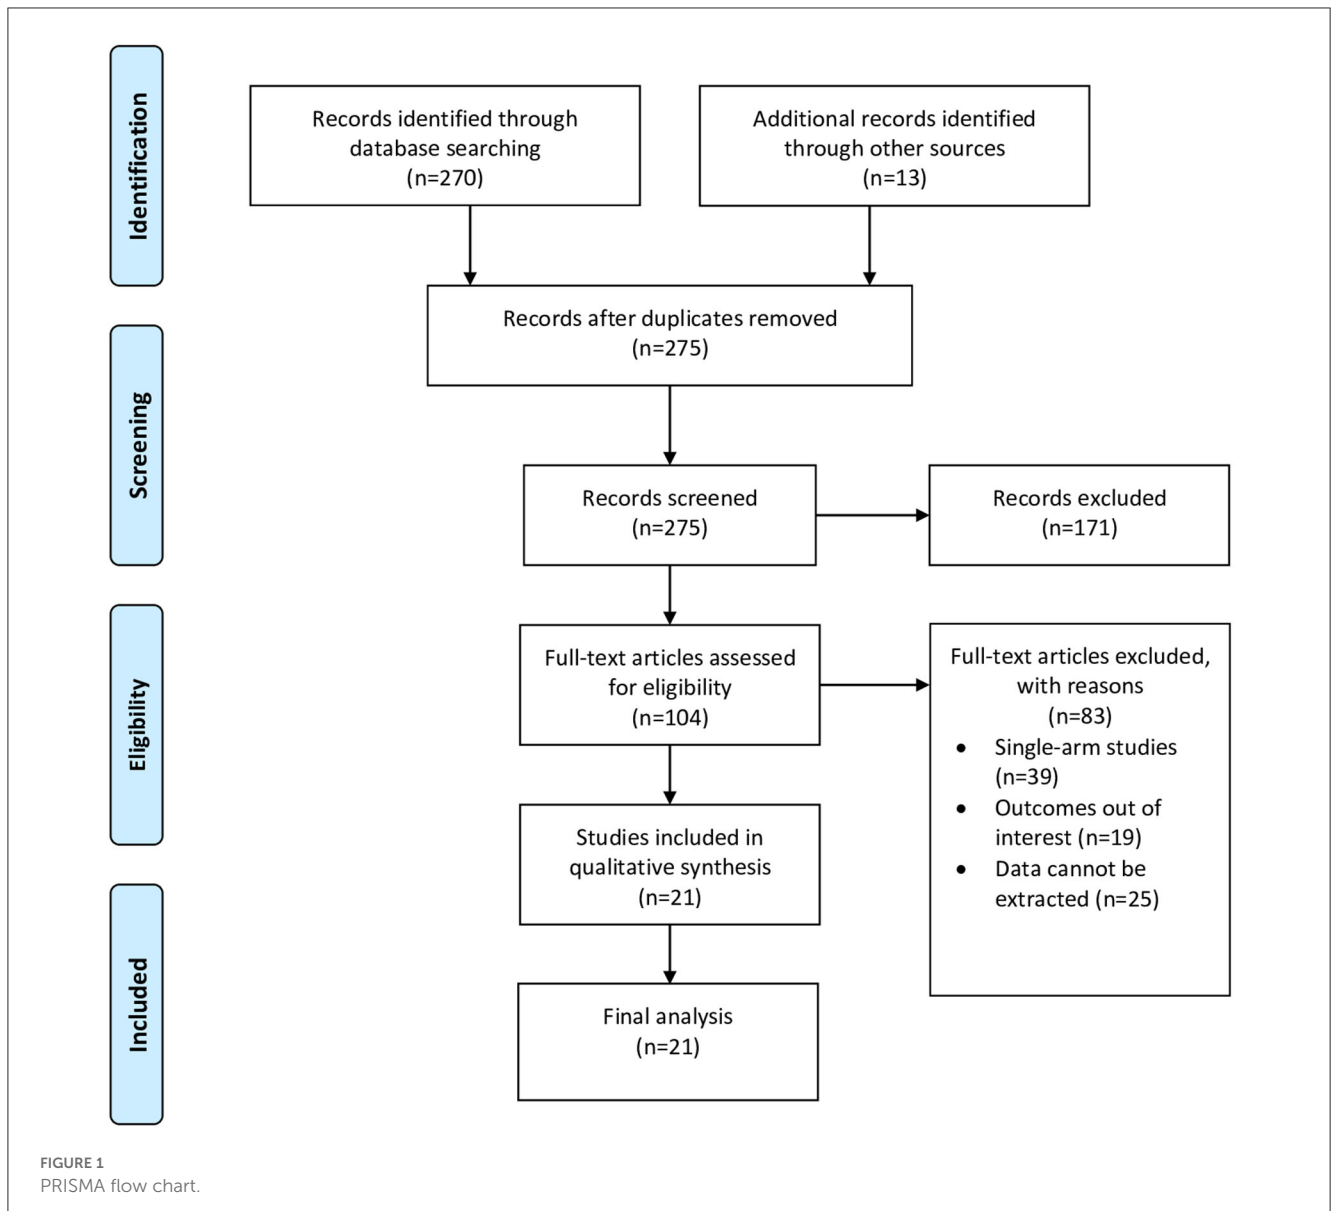 Identification
Records identified through
database searching
(n=270)
Additional records identified
through other sources
(n=13)
Records after duplicates removed
(n=275)
Screening
Records screened
(n=275)
Records excluded
(n=171)
Eligibility
Full-text articles assessed
for eligibility
(n=104)
Full-text articles excluded,
with reasons
(n=83)
• Single-arm studies
(n=39)
• Outcomes out of
interest (n=19)
• Data cannot be
extracted (n=25)
Studies included in
qualitative synthesis
(n=21)
Included
Final analysis
(n=21)
FIGURE 1
PRISMA flow chart.